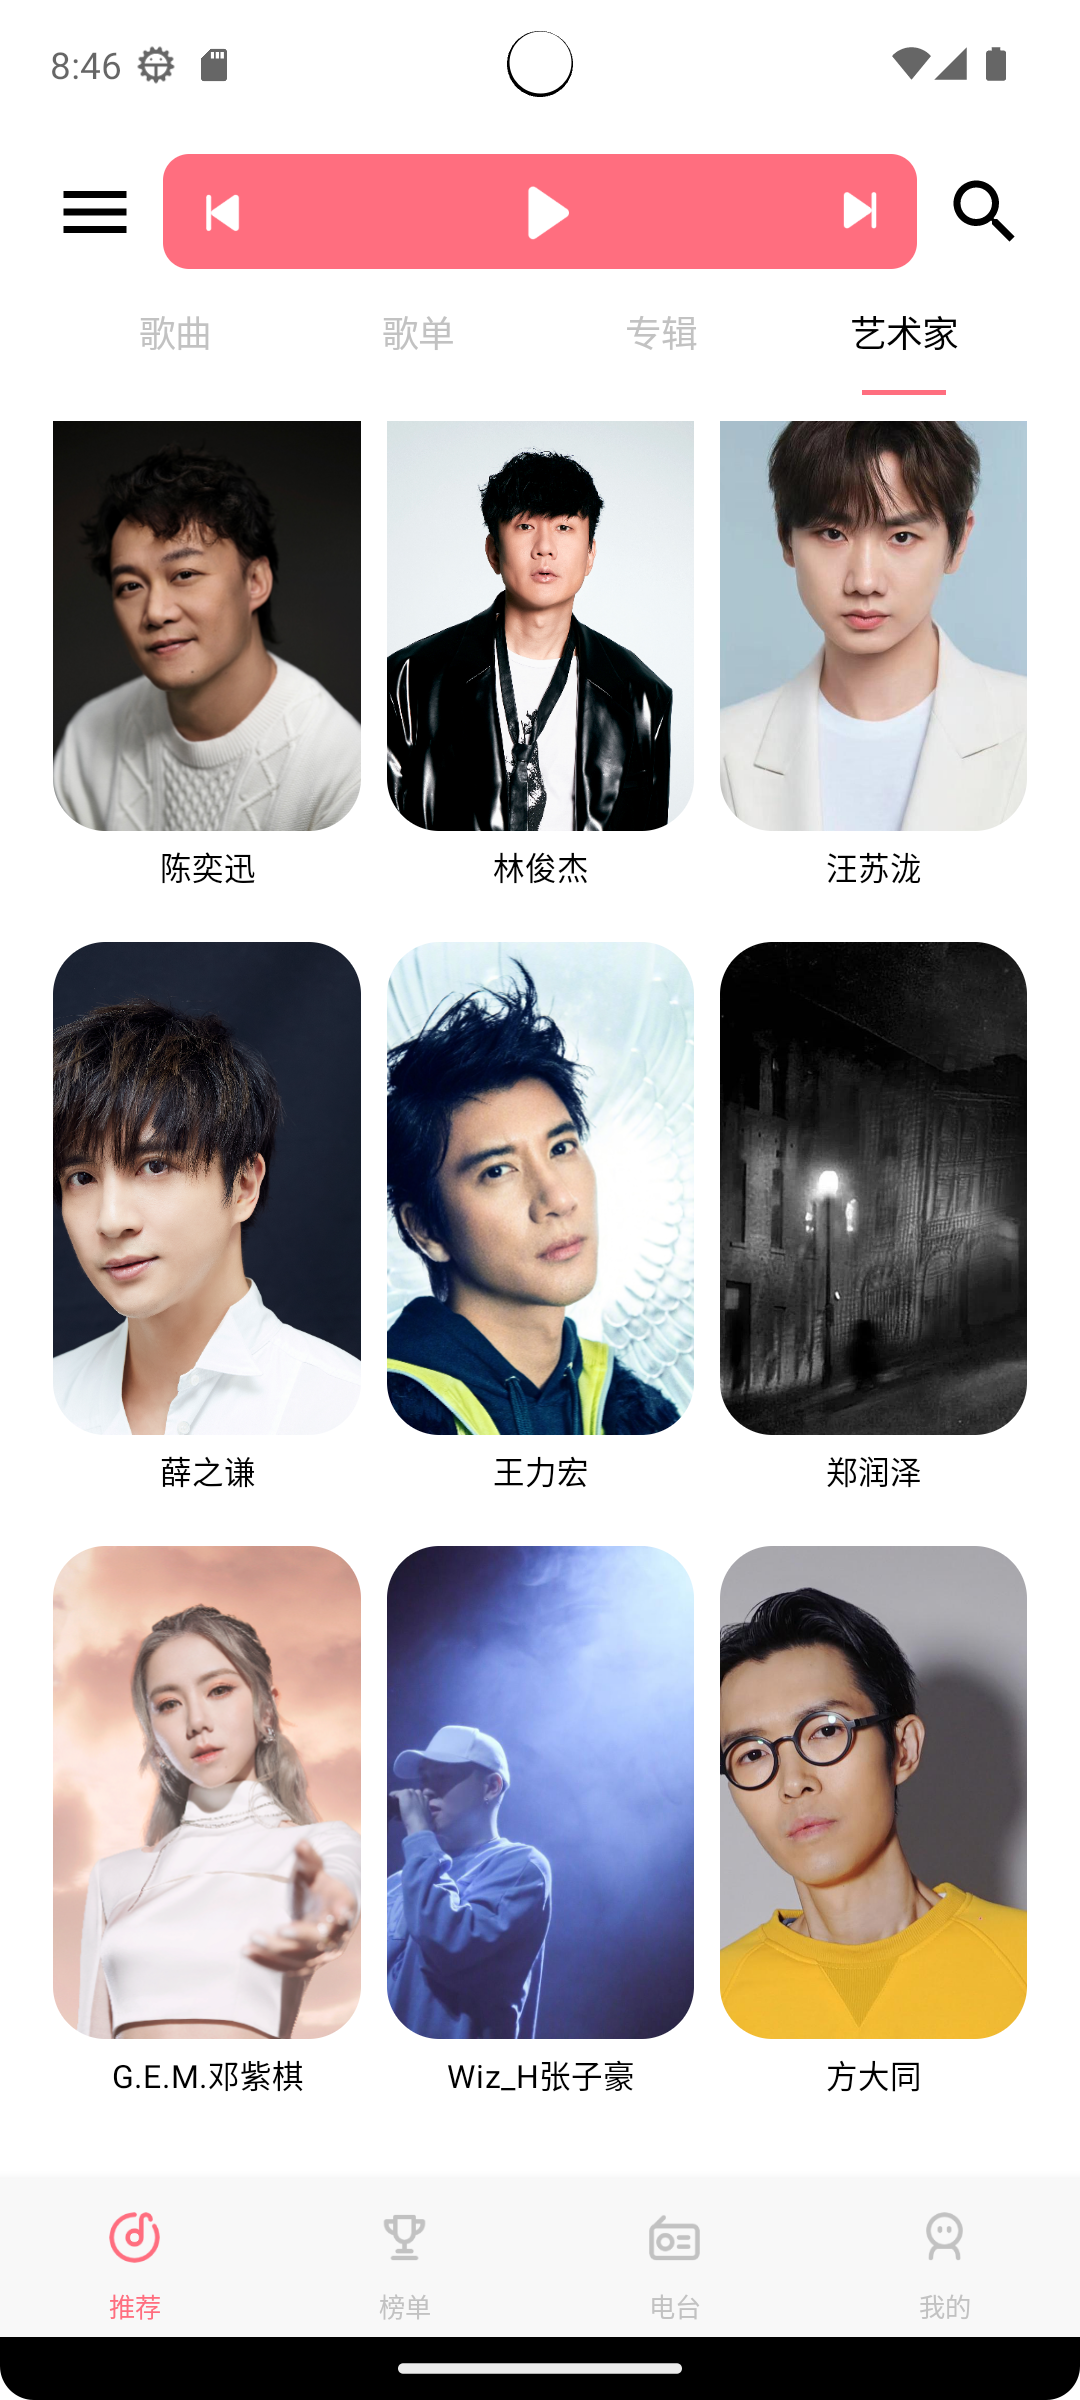 8:46
歌曲
歌单
专辑
艺术家
陈奕迅
林俊杰
汪苏泷
薛之谦
王力宏
郑润泽
G.E.M.邓紫棋
Wiz_H张子豪
方大同
推荐
榜单
电台
我的